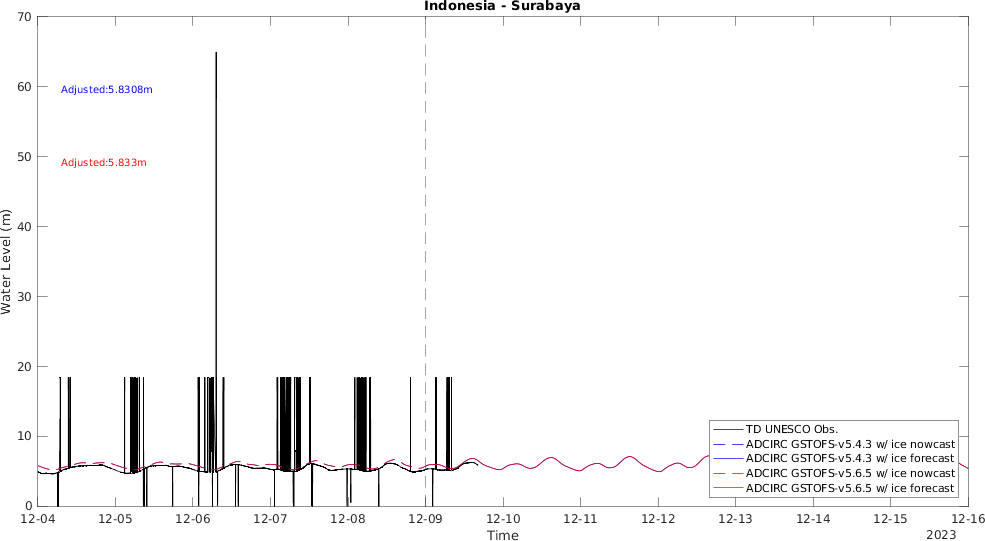 Indonesia - Surabaya
70
60
50
40
30
20
10
0
Water Level (m)
Adjusted:5.8308m
Adjusted:5.833m
TD UNESCO Obs.
ADCIRC GSTOFS-v5.4.3 w/ ice nowcast
ADCIRC GSTOFS-v5.4.3 w/ ice forecast
ADCIRC GSTOFS-v5.6.5 w/ ice nowcast
ADCIRC GSTOFS-v5.6.5 w/ ice forecast
12-04 12-05 12-06 12-07 12-08 12-09 12-10 12-11 12-12 12-13 12-14 12-15 12-16
Time
2023